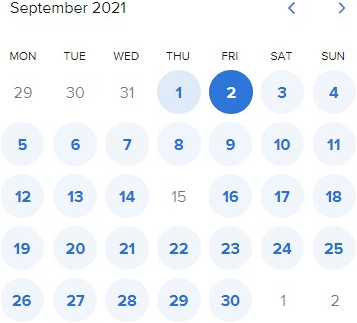 September 2021
MON TUE WED THU FRI SAT SUN
29 30 31 1 2 3 4
5 6 7 8 9 10 11
12 13 14 15 16 17 18
19 20 21 22 23 24 25
26 27 28 29 30 1 2